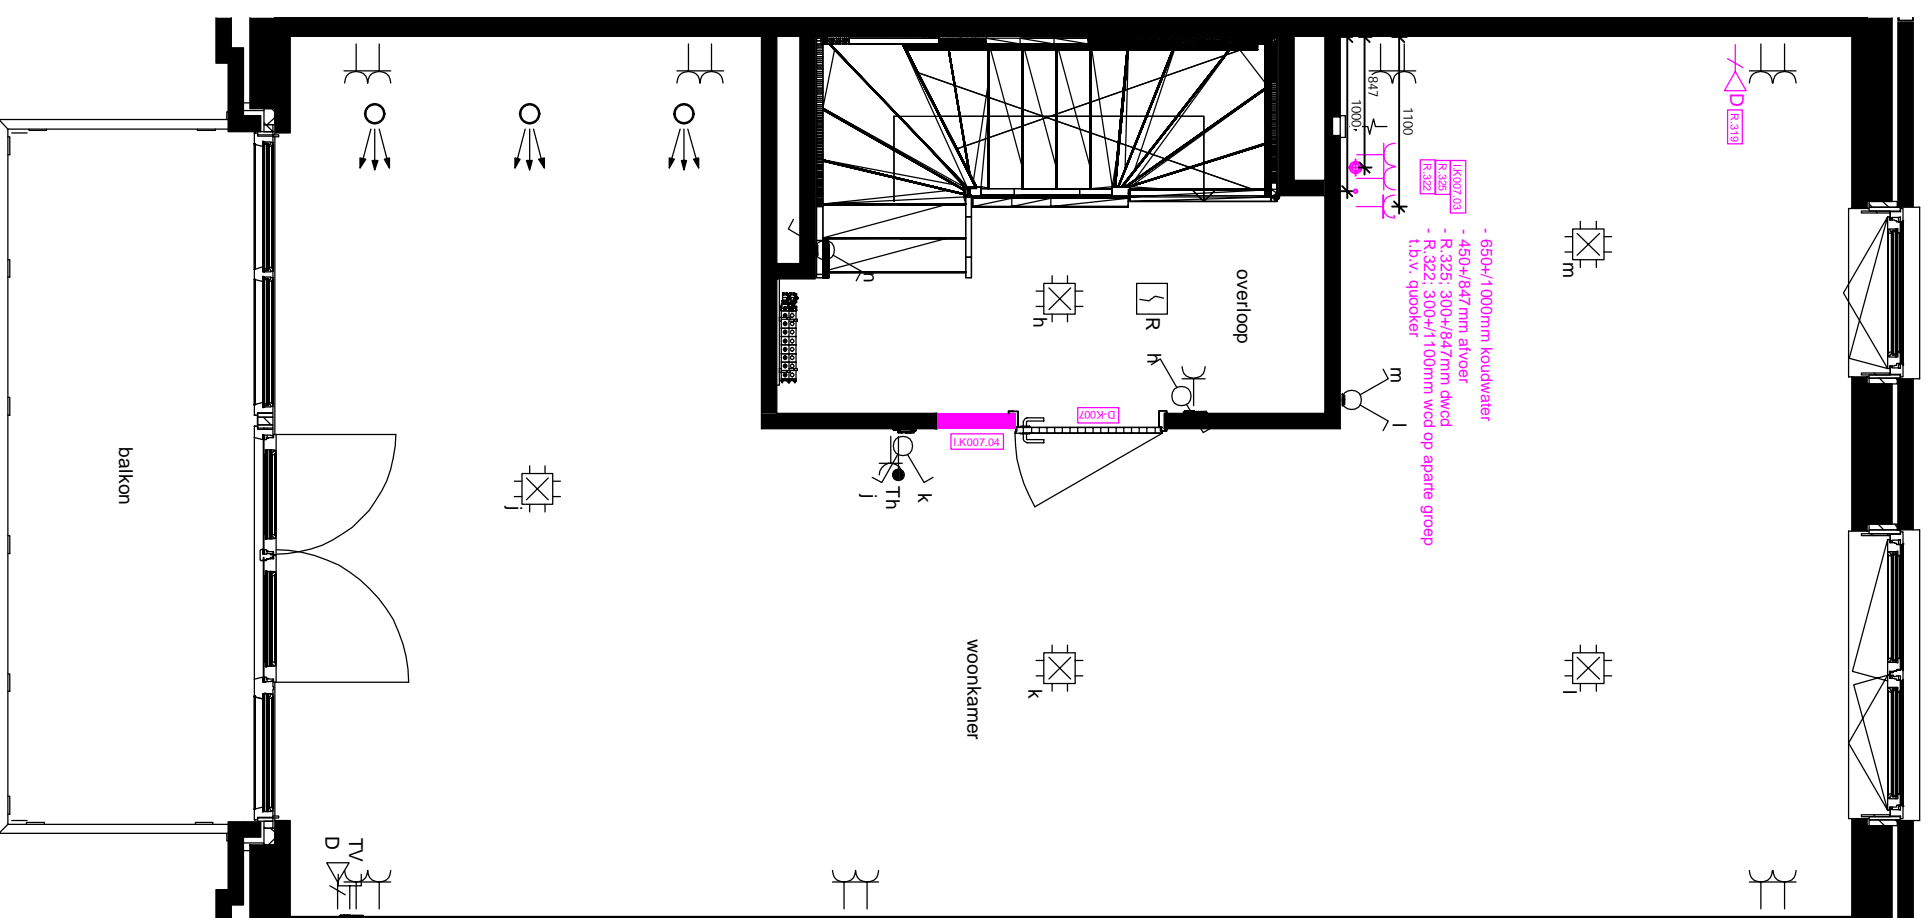 balkon
woonkamer
overloop
- 650+/1000mm koudwater
- 450+/847mm afvoer
- R.325; 300+/847mm dwcd
- R.322; 300+/1100mm wcd op aparte groep
t.b.v. quooker
I.K007.03
R.325
R.322
D
R.319
847
1000
1100
D-K007
I.K007.04
m
m
l
l
h
R
h
n
k
Th
j
j
k
TV
D